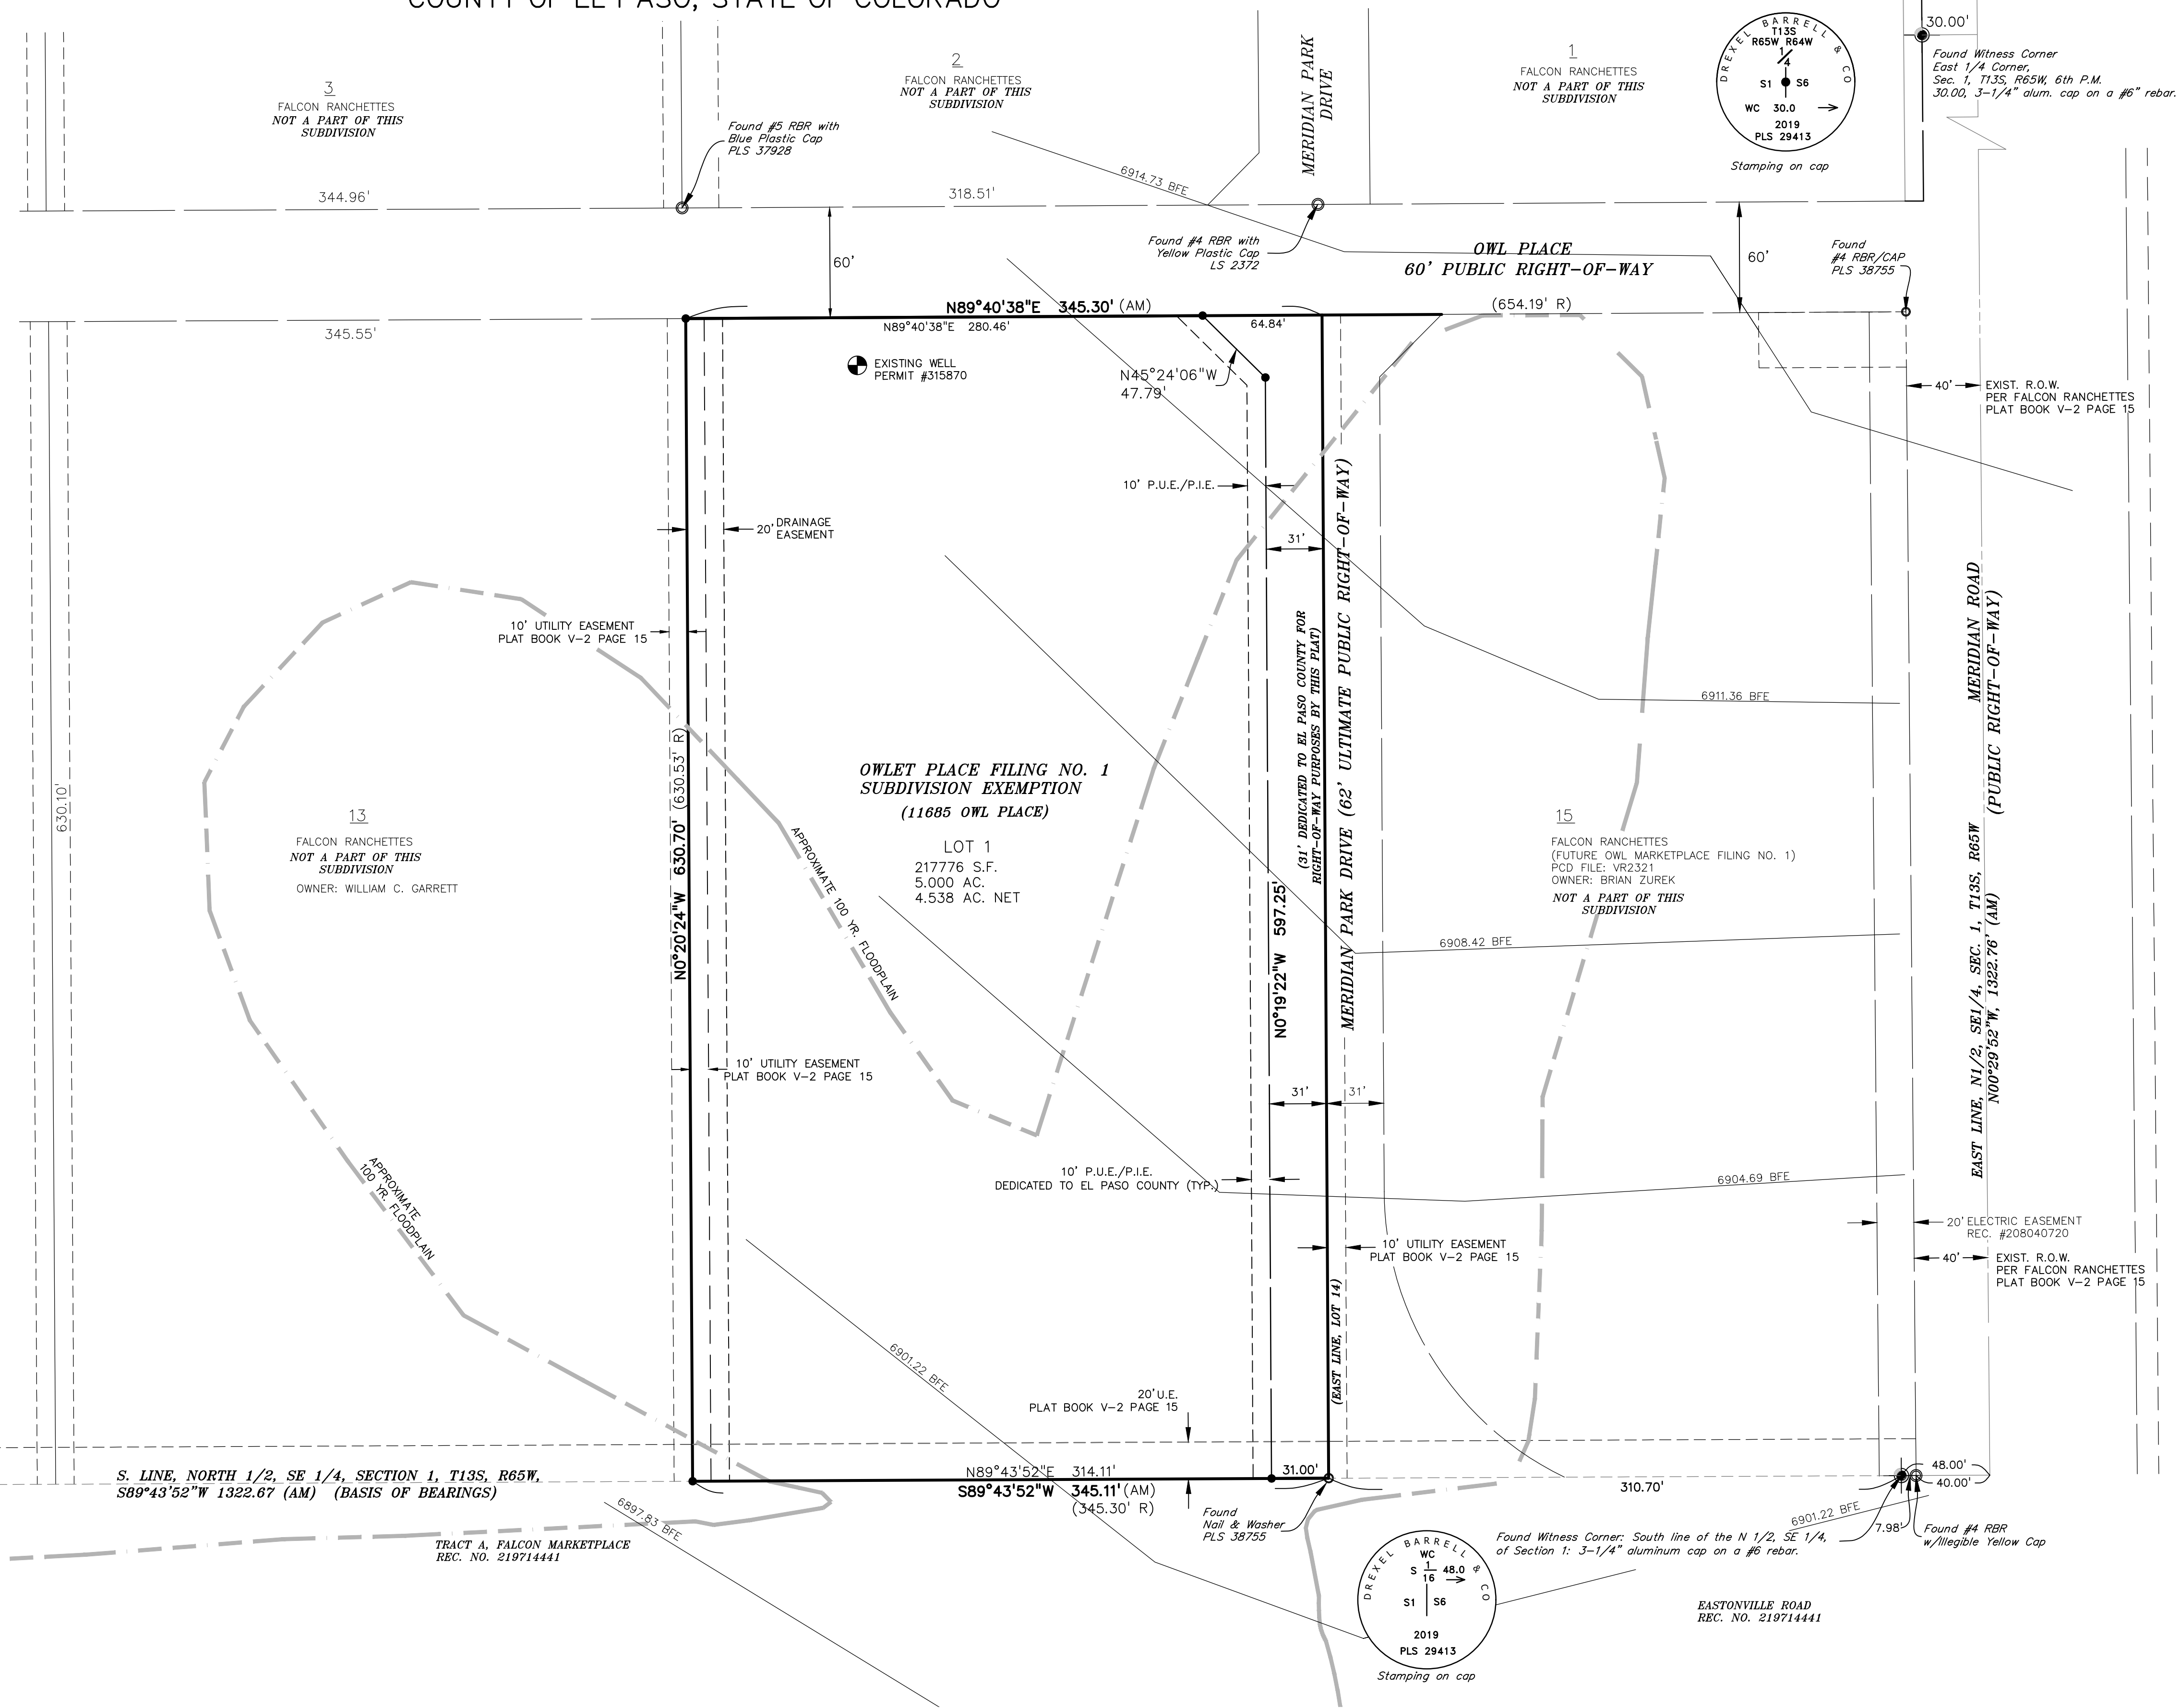 COUNTY OF EL PASO, STATE OF COLORADO
3
FALCON RANCHETTES
NOT A PART OF THIS
SUBDIVISION
2
FALCON RANCHETTES
NOT A PART OF THIS
SUBDIVISION
MERIDIAN PARK
DRIVE
1
FALCON RANCHETTES
NOT A PART OF THIS
SUBDIVISION
DREXEL BARRELL & CO
T13S
R65W R64W
1/4
S1 S6
WC 30.0
2019
PLS 29413
Stamping on cap
30.00'
Found Witness Corner
East 1/4 Corner,
Sec. 1, T13S, R65W, 6th P.M.
30.00, 3-1/4" alum. cap on a #6" rebar.
Found #5 RBR with
Blue Plastic Cap
PLS 37928
344.96'
318.51'
6914.73 BFE
60'
Found #4 RBR with
Yellow Plastic Cap
LS 2372
OWL PLACE
60' PUBLIC RIGHT-OF-WAY
60'
Found
#4 RBR/CAP
PLS 38755
345.55'
N89°40'38"E 345.30' (AM)
N89°40'38"E 280.46'
64.84'
(654.19' R)
EXISTING WELL
PERMIT #315870
N45°24'06"W
47.79'
40'
EXIST. R.O.W.
PER FALCON RANCHETTES
PLAT BOOK V-2 PAGE 15
10' P.U.E./P.I.E.
20' DRAINAGE
EASEMENT
31'
10' UTILITY EASEMENT
PLAT BOOK V-2 PAGE 15
N0°20'24"W 630.70' (630.53' R)
(31' DEDICATED TO EL PASO COUNTY FOR
RIGHT-OF-WAY PURPOSES BY THIS PLAT)
MERIDIAN PARK DRIVE (62' ULTIMATE PUBLIC RIGHT-OF-WAY)
6911.36 BFE
MERIDIAN ROAD
(PUBLIC RIGHT-OF-WAY)
EAST LINE, N1/2, SE1/4, SEC. 1, T13S, R65W
N00°29'52"W, 1322.76' (AM)
630.10'
13
FALCON RANCHETTES
NOT A PART OF THIS
SUBDIVISION
OWNER: WILLIAM C. GARRETT
OWLET PLACE FILING NO. 1
SUBDIVISION EXEMPTION
(11685 OWL PLACE)
LOT 1
217776 S.F.
5.000 AC.
4.538 AC. NET
APPROXIMATE 100 YR. FLOODPLAIN
N0°19'22"W 597.25'
15
FALCON RANCHETTES
(FUTURE OWL MARKETPLACE FILING NO. 1)
PCD FILE: VR2321
OWNER: BRIAN ZUREK
NOT A PART OF THIS
SUBDIVISION
6908.42 BFE
10' UTILITY EASEMENT
PLAT BOOK V-2 PAGE 15
31'
31'
APPROXIMATE
100 YR. FLOODPLAIN
10' P.U.E./P.I.E.
DEDICATED TO EL PASO COUNTY (TYP.)
6904.69 BFE
20' ELECTRIC EASEMENT
REC. #208040720
10' UTILITY EASEMENT
PLAT BOOK V-2 PAGE 15
40'
EXIST. R.O.W.
PER FALCON RANCHETTES
PLAT BOOK V-2 PAGE 15
(EAST LINE, LOT 14)
6901.22 BFE
20' U.E.
PLAT BOOK V-2 PAGE 15
S. LINE, NORTH 1/2, SE 1/4, SECTION 1, T13S, R65W,
S89°43'52"W 1322.67 (AM) (BASIS OF BEARINGS)
N89°43'52"E 314.11'
31.00'
S89°43'52"W 345.11' (AM)
(345.30' R)
310.70'
48.00'
40.00'
6897.83 BFE
TRACT A, FALCON MARKETPLACE
REC. NO. 219714441
Found
Nail & Washer
PLS 38755
6901.22 BFE
7.98'
Found Witness Corner: South line of the N 1/2, SE 1/4,
of Section 1: 3-1/4" aluminum cap on a #6 rebar.
Found #4 RBR
w/Illegible Yellow Cap
DREXEL BARRELL & CO
WC
S 1/16 48.0
S1 S6
2019
PLS 29413
Stamping on cap
EASTONVILLE ROAD
REC. NO. 219714441